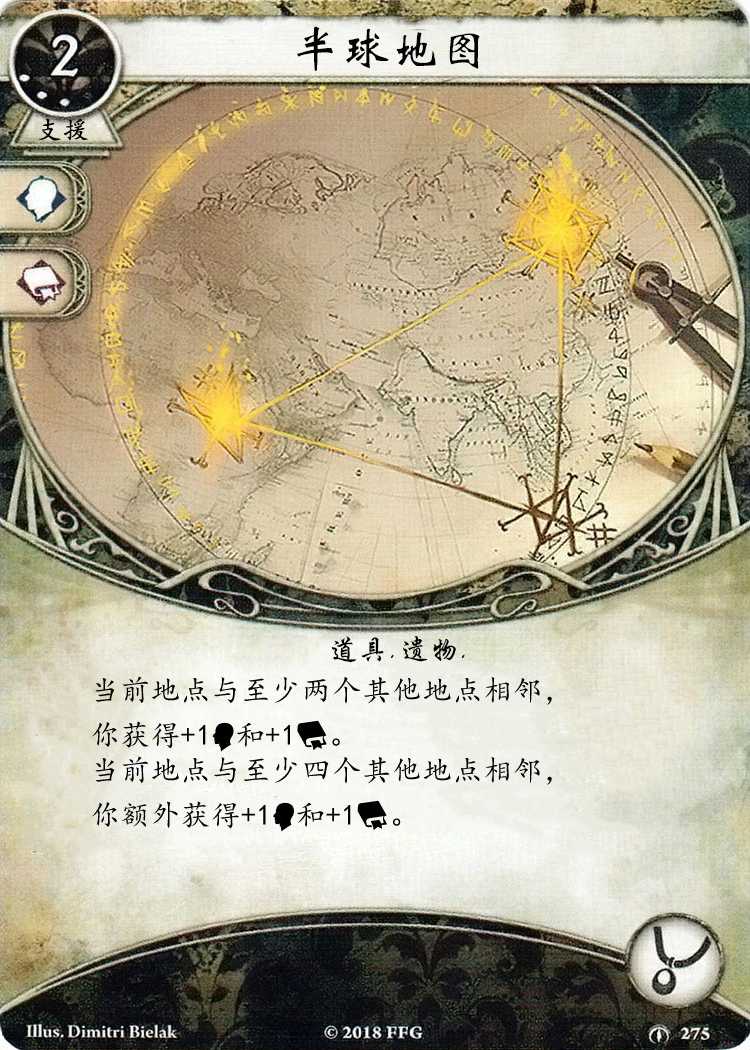 2
半球地图
支援
道具.遗物.
当前地点与至少两个其他地点相邻，
你获得+1和+1。
当前地点与至少四个其他地点相邻，
你额外获得+1和+1。
Illus. Dimitri Bielak
© 2018 FFG
275